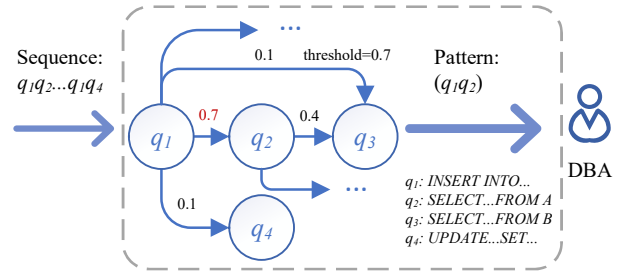 Sequence:
q1q2...q1q4
...
0.1
threshold=0.7
Pattern:
(q1q2)
q1
0.7
q2
0.4
q3
DBA
0.1
...
q4
q1: INSERT INTO...
q2: SELECT...FROM A
q3: SELECT...FROM B
q4: UPDATE...SET...